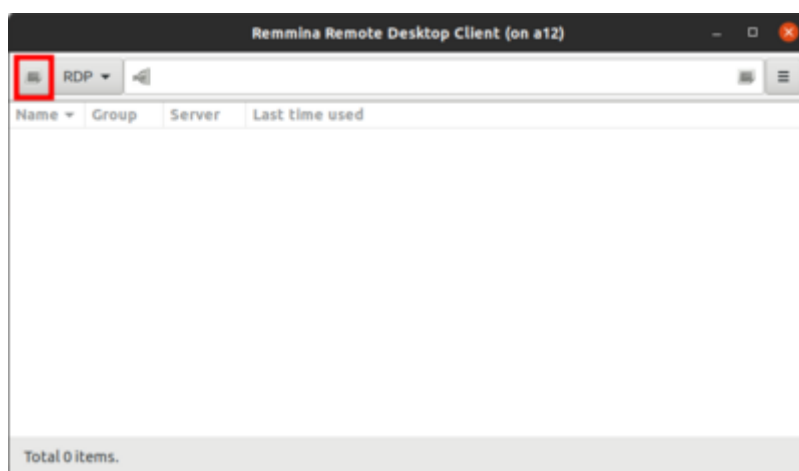 Remmina Remote Desktop Client (on a12)
RDP
Name Group Server Last time used
Total 0 items.